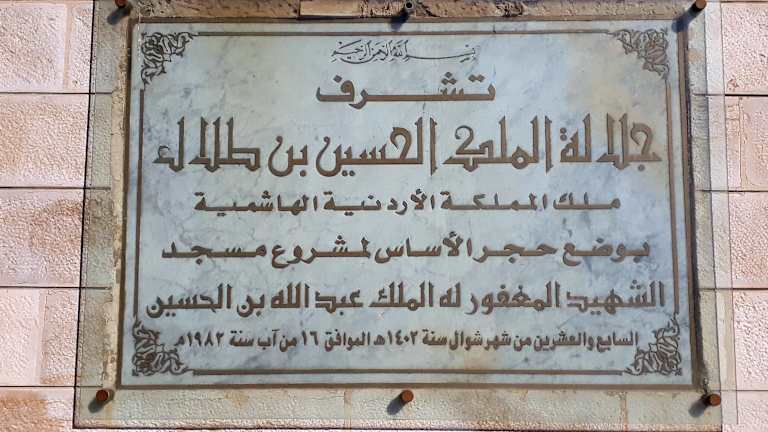 بسم الله الرحمن الرحيم
تشرف
جلالة الملك الحسين بن طلال
ملك المملكة الأردنية الهاشمية
بوضع حجر الأساس لمشروع مسجد
الشهيد المغفور له الملك عبدالله بن الحسين
السابع والعشرين من شهر شوال سنة ١٤٠٢هـ الموافق ١٦ من آب سنة ١٩٨٢م